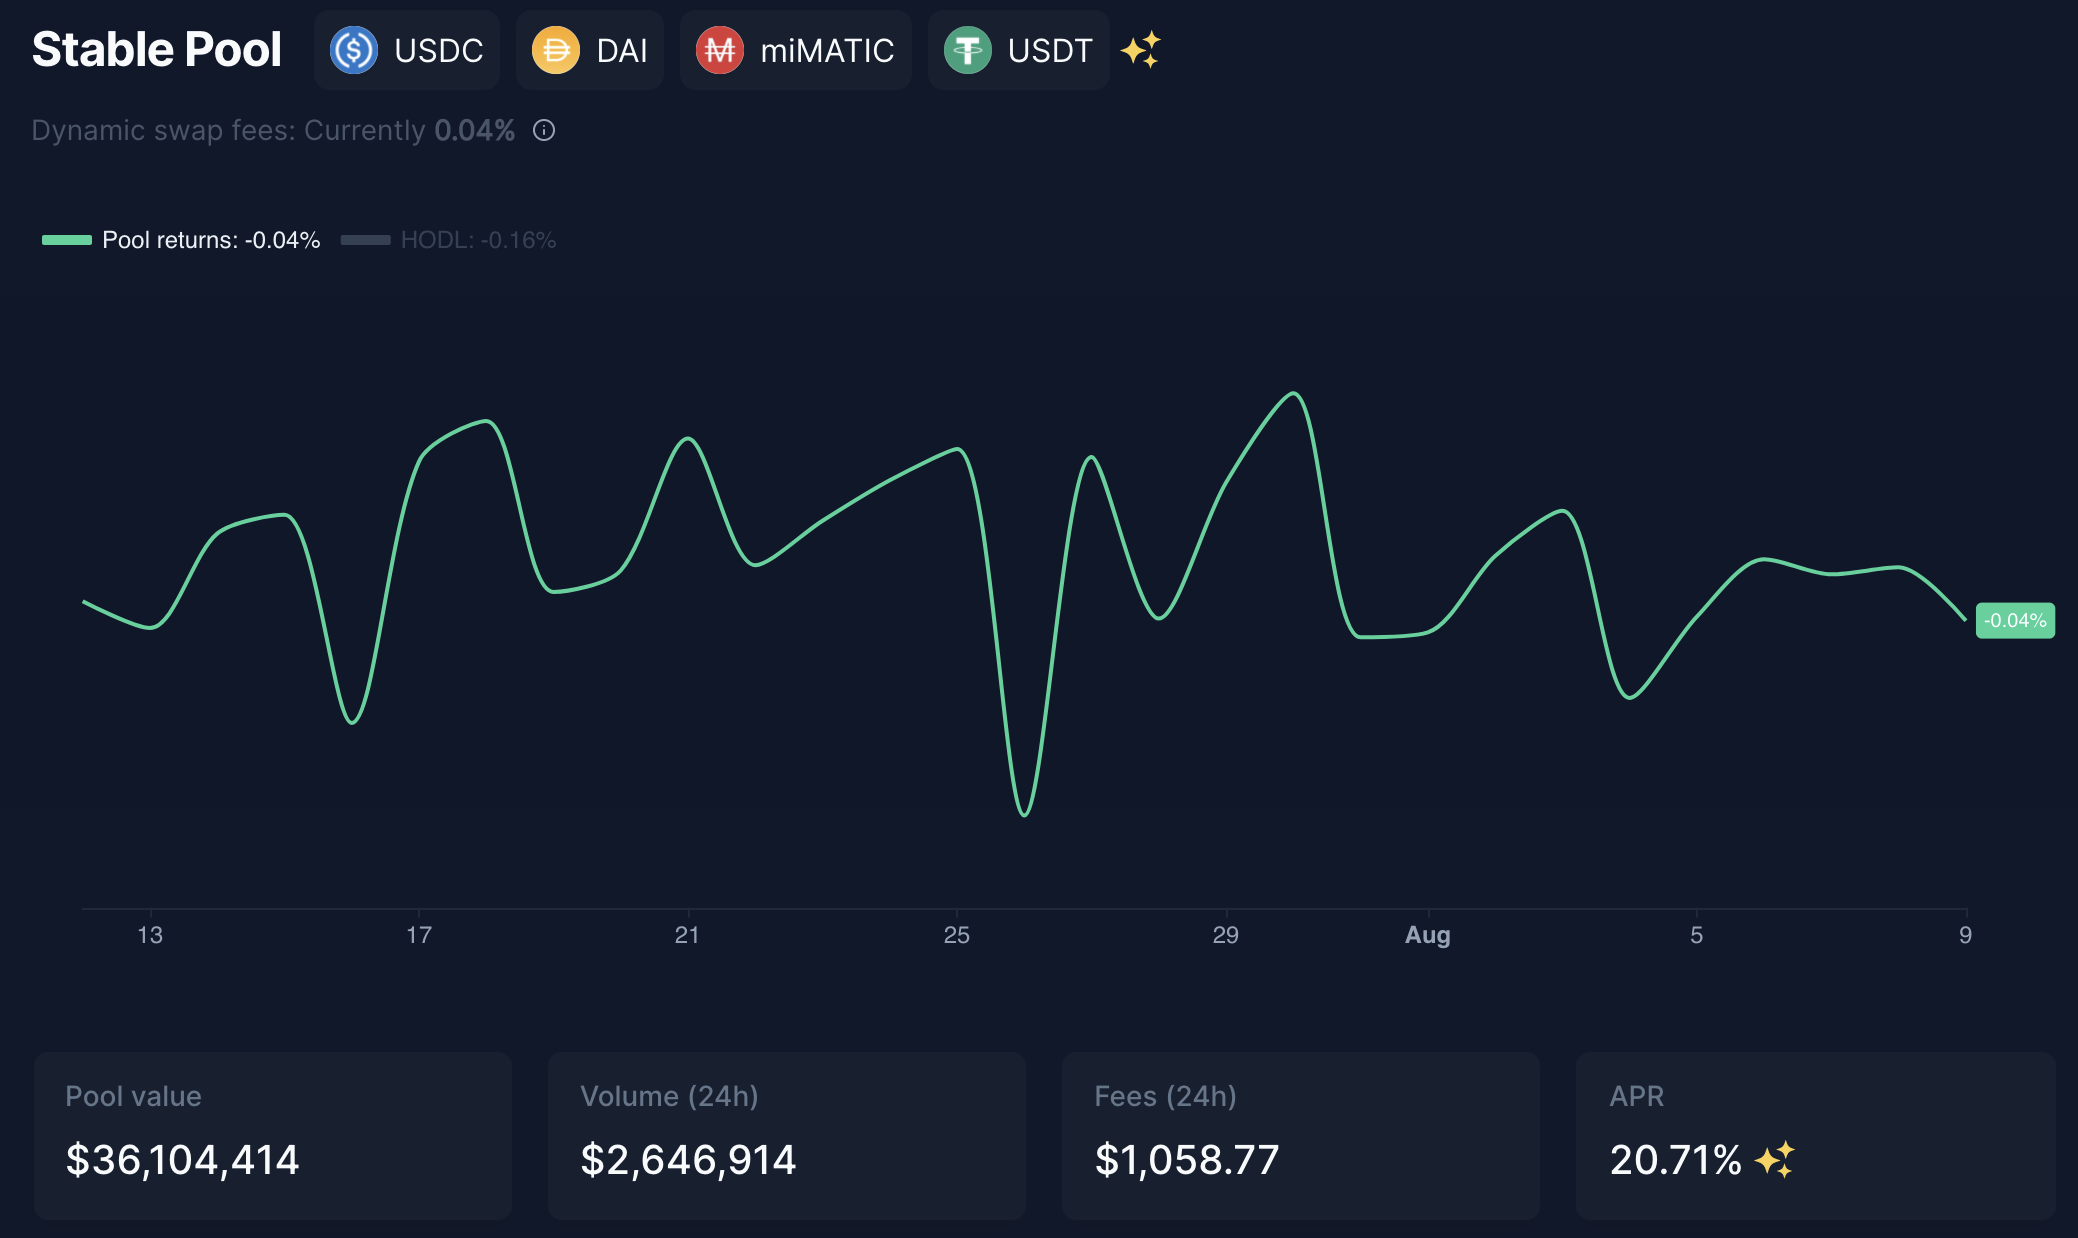 Stable Pool USDC DAI miMATIC USDT
Dynamic swap fees: Currently 0.04%
Pool returns: -0.04% HODL: -0.16%
-0.04%
13 17 21 25 29 Aug 5 9
Pool value Volume (24h) Fees (24h) APR
$36,104,414 $2,646,914 $1,058.77 20.71%